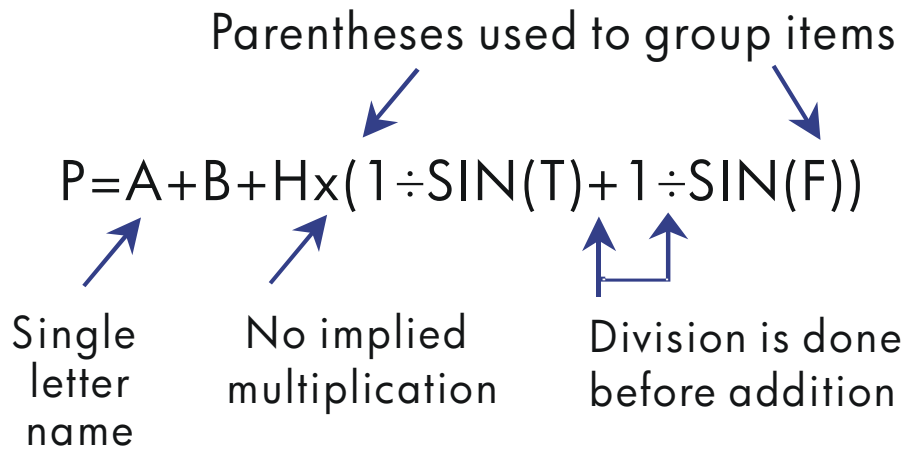 Parentheses used to group items
P=A+B+Hx(1÷SIN(T)+1÷SIN(F))
Single
letter
name
No implied
multiplication
Division is done
before addition